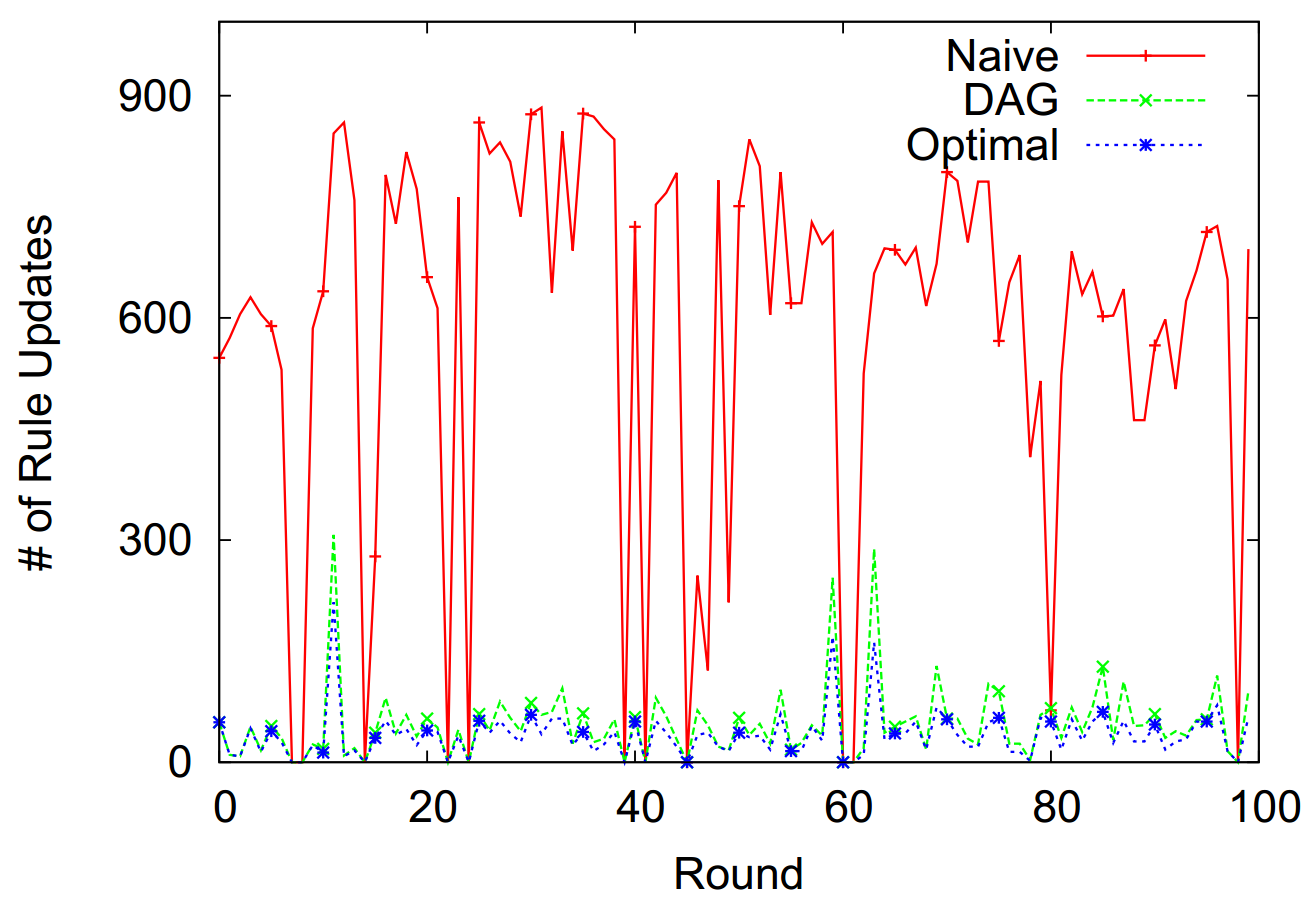 900
600
300
0
# of Rule Updates
Naive
DAG
Optimal
0 20 40 60 80 100
Round